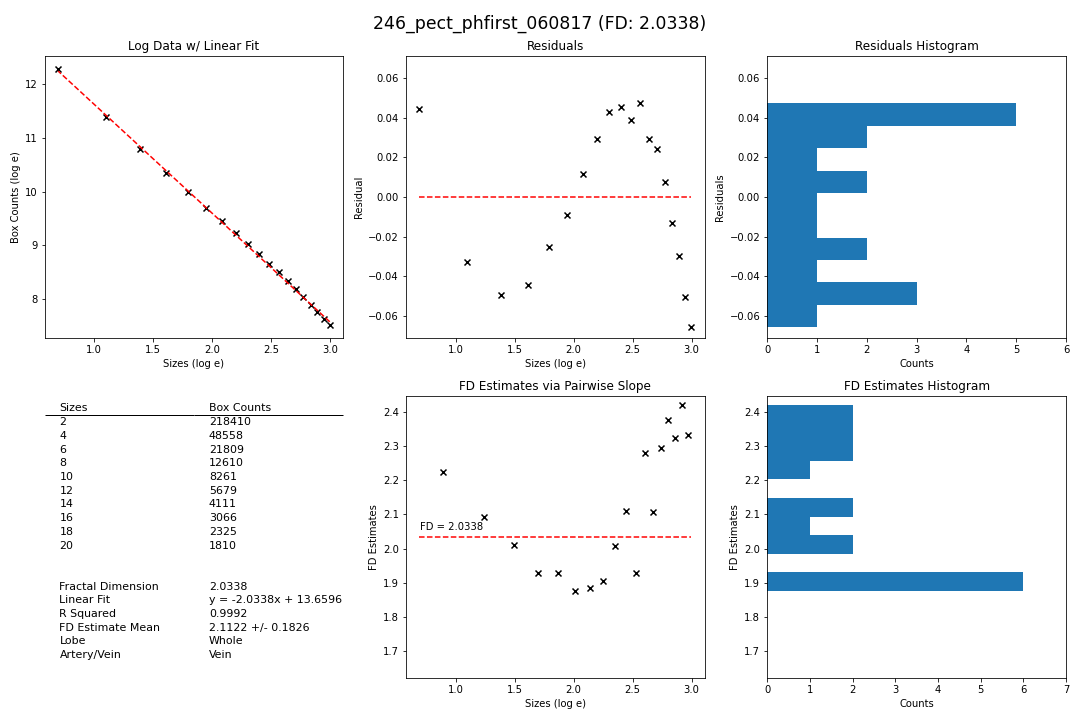 246_pect_phfirst_060817 (FD: 2.0338)
Log Data w/ Linear Fit
Box Counts (log e)
12
11
10
9
8
1.0 1.5 2.0 2.5 3.0
Sizes (log e)
Residuals
Residual
0.06
0.04
0.02
0.00
−0.02
−0.04
−0.06
1.0 1.5 2.0 2.5 3.0
Sizes (log e)
Residuals Histogram
Residuals
0.06
0.04
0.02
0.00
−0.02
−0.04
−0.06
0 1 2 3 4 5 6
Counts
Sizes Box Counts
2 218410
4 48558
6 21809
8 12610
10 8261
12 5679
14 4111
16 3066
18 2325
20 1810
Fractal Dimension 2.0338
Linear Fit y = -2.0338x + 13.6596
R Squared 0.9992
FD Estimate Mean 2.1122 +/- 0.1826
Lobe Whole
Artery/Vein Vein
FD Estimates via Pairwise Slope
FD Estimates
2.4
2.3
2.2
2.1
2.0
1.9
1.8
1.7
FD = 2.0338
1.0 1.5 2.0 2.5 3.0
Sizes (log e)
FD Estimates Histogram
FD Estimates
2.4
2.3
2.2
2.1
2.0
1.9
1.8
1.7
0 1 2 3 4 5 6 7
Counts